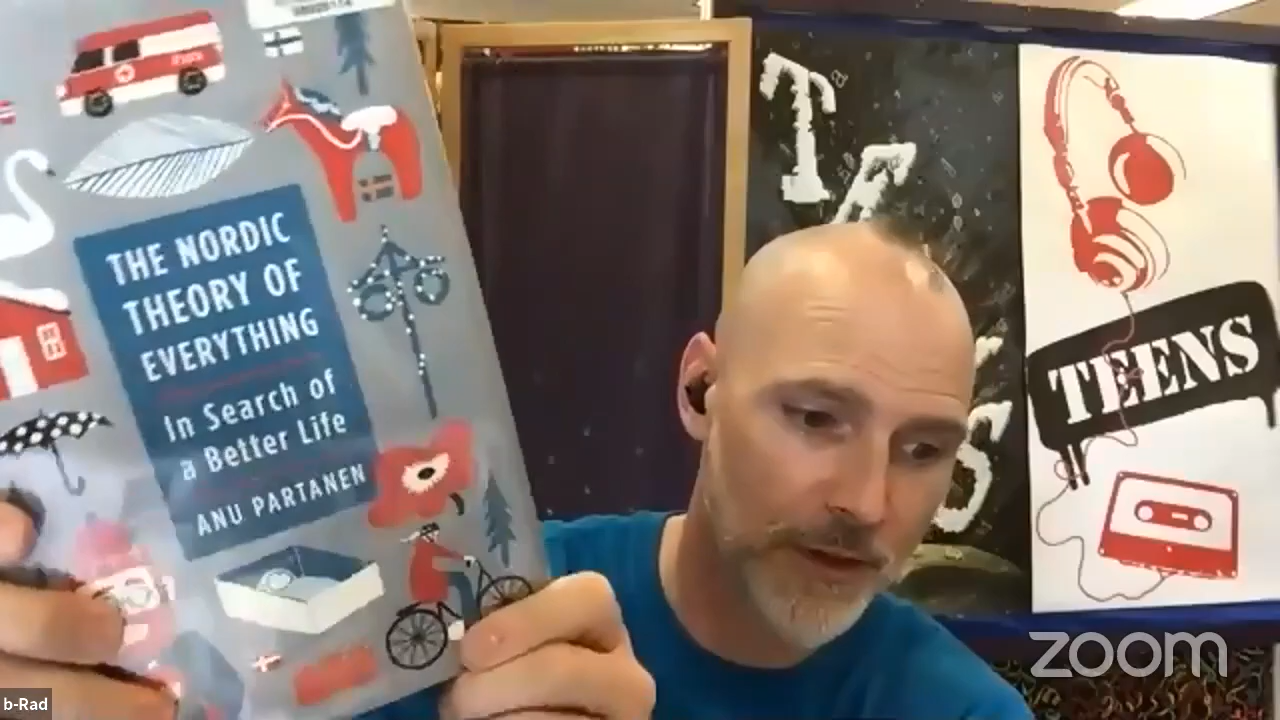 THE NORDIC
THEORY OF
EVERYTHING
In Search of
a Better Life
ANU PARTANEN
TEENS
zoom
b-Rad